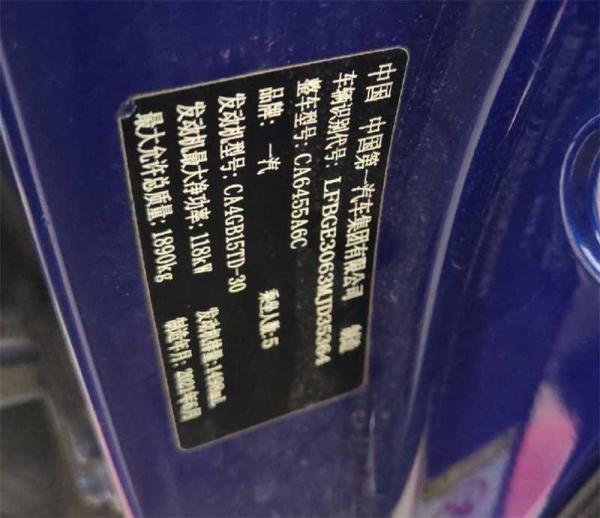 中国 中国第一汽车集团有限公司 制造
车辆识别代号: LFBGE3063MJD35364
整车型号: CA6455A6C
品牌: 一汽 乘坐人数: 5
发动机型号: CA4GB15TD-30
发动机最大净功率: 118kW 发动机排量: 1498mL
最大允许总质量: 1890kg 制造年月: 2021年6月